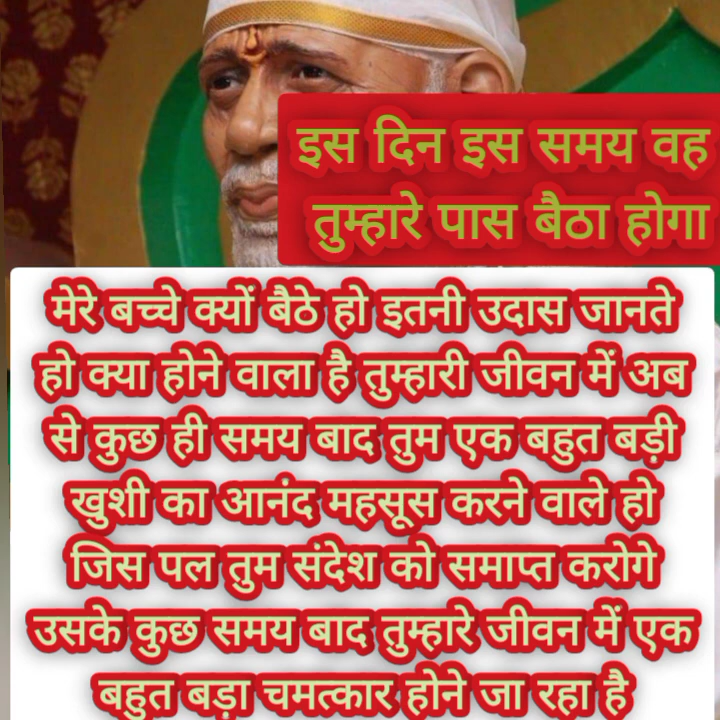 इस दिन इस समय वह
तुम्हारे पास बैठा होगा
मेरे बच्चे क्यों बैठे हो इतनी उदास जानते
हो क्या होने वाला है तुम्हारी जीवन में अब
से कुछ ही समय बाद तुम एक बहुत बड़ी
खुशी का आनंद महसूस करने वाले हो
जिस पल तुम संदेश को समाप्त करोगे
उसके कुछ समय बाद तुम्हारे जीवन में एक
बहुत बड़ा चमत्कार होने जा रहा है